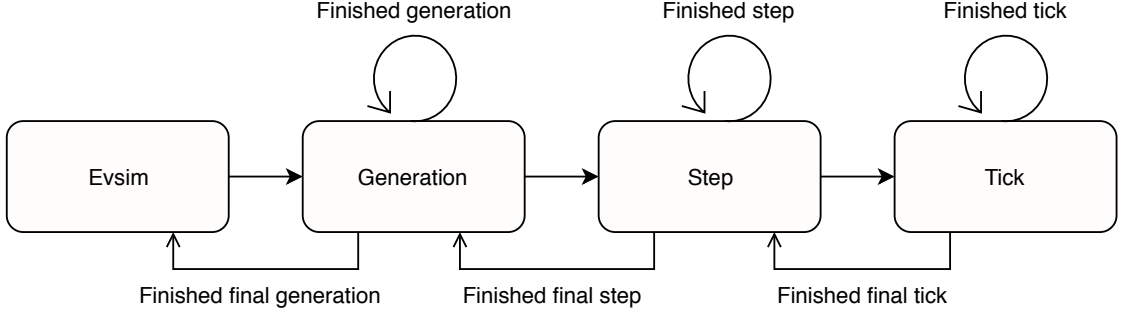 Finished generation
Finished step
Finished tick
Evsim
Generation
Step
Tick
Finished final generation
Finished final step
Finished final tick